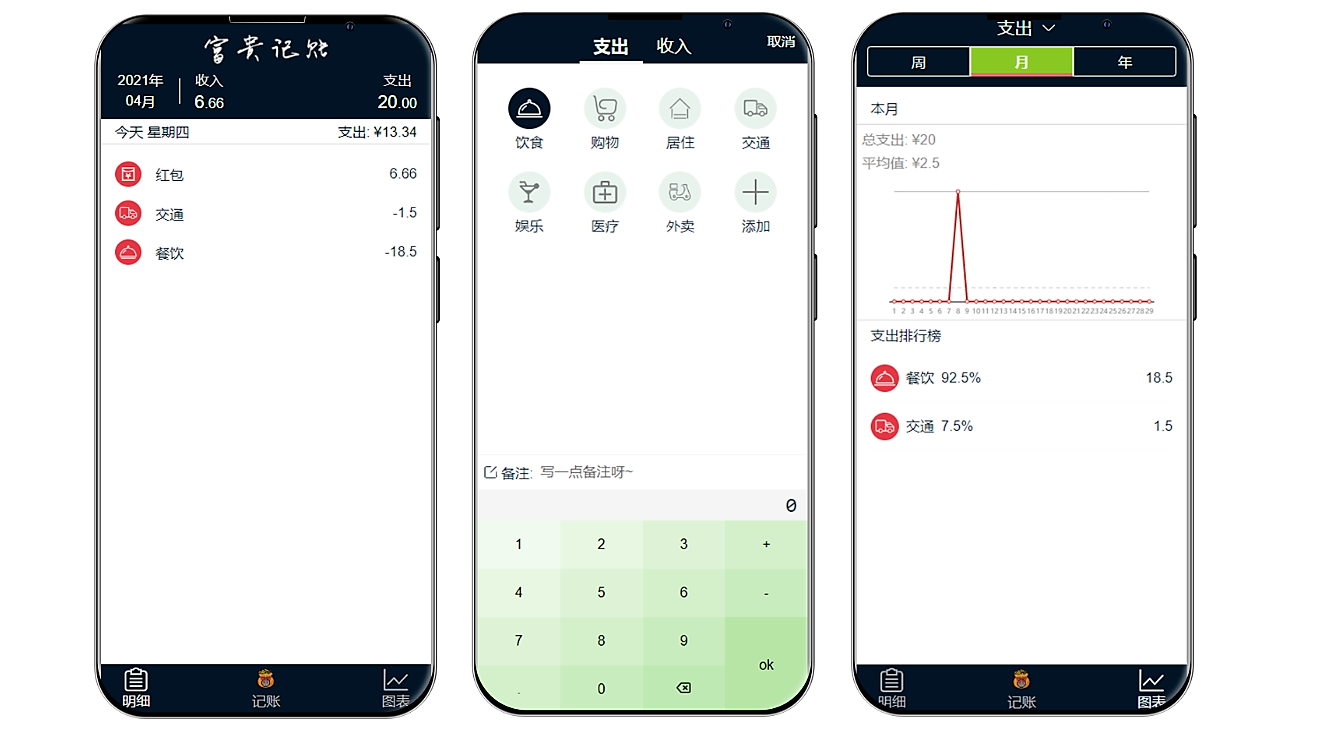 富贵记账
2021年 收入 支出
04月 6.66 20.00
今天 星期四 支出: ¥13.34
红包 6.66
交通 -1.5
餐饮 -18.5
明细 记账 图表
支出 收入 取消
饮食 购物 居住 交通
娱乐 医疗 外卖 添加
备注: 写一点备注呀~
0
1 2 3 +
4 5 6 -
7 8 9
ok
. 0
支出
周 月 年
本月
总支出: ¥20
平均值: ¥2.5
1 2 3 4 5 6 7 8 9 10 11 12 13 14 15 16 17 18 19 20 21 22 23 24 25 26 27 28 29
支出排行榜
餐饮 92.5% 18.5
交通 7.5% 1.5
明细 记账 图表